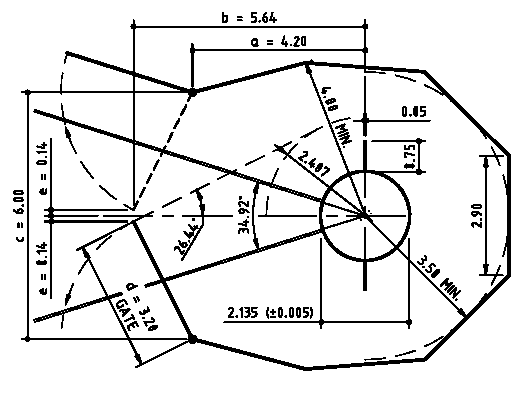 b = 5.64
a = 4.20
4.00 MIN.
0.05
e = 0.14
2.407
0.75
c = 6.00
26.44°
34.92°
2.90
e = 0.14
3.50 MIN.
d = 3.20
GATE
2.135 (±0.005)